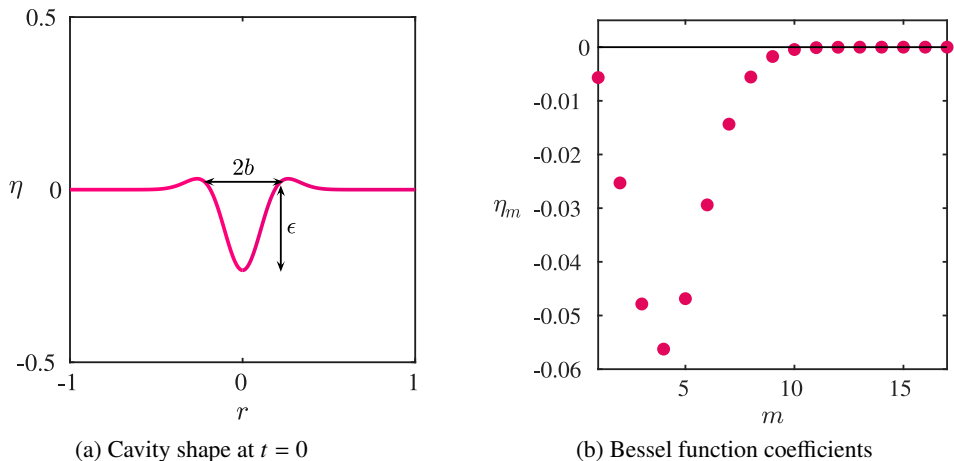 0.5
2b
η 0
ϵ
-0.5
-1 0 1
r
(a) Cavity shape at t = 0
0
-0.01
-0.02
-0.03
ηm
-0.04
-0.05
-0.06
5 10 15
m
(b) Bessel function coefficients